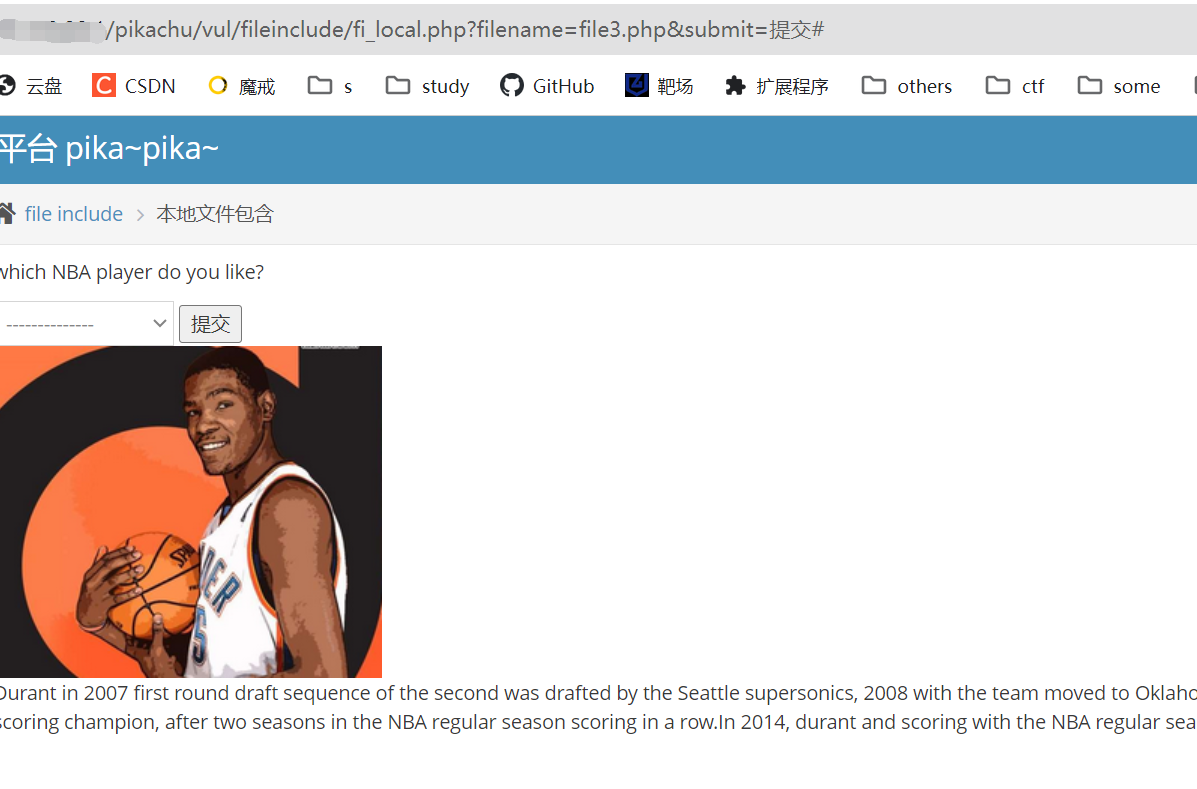 /pikachu/vul/fileinclude/fi_local.php?filename=file3.php&submit=提交#
云盘 CSDN 魔戒 s study GitHub 靶场 扩展程序 others ctf some
平台 pika~pika~
file include > 本地文件包含
which NBA player do you like?
-------------- 提交
Durant in 2007 first round draft sequence of the second was drafted by the Seattle supersonics, 2008 with the team moved to Oklaho
scoring champion, after two seasons in the NBA regular season scoring in a row.In 2014, durant and scoring with the NBA regular sea